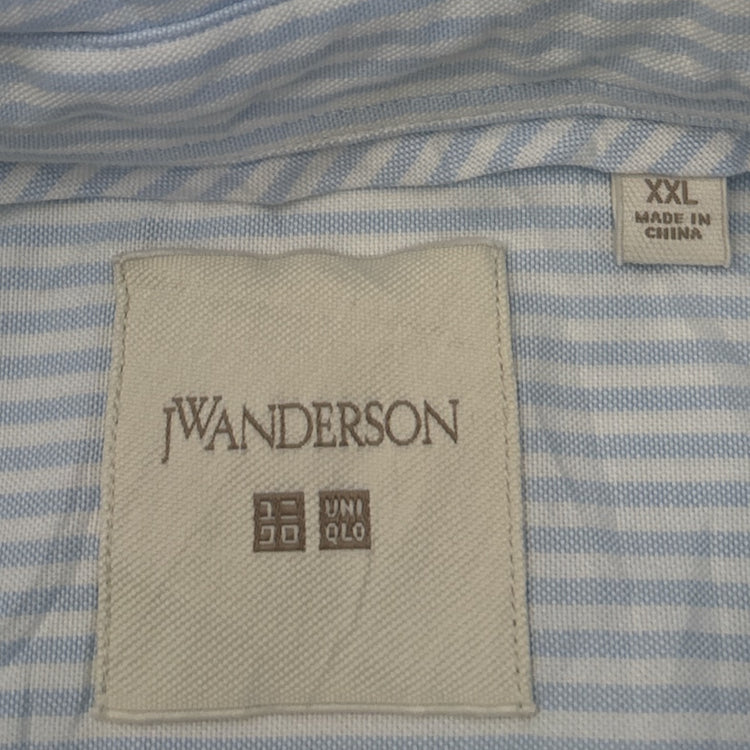 XXL
MADE IN
CHINA
JWANDERSON
ユニ
クロ
UNI
QLO